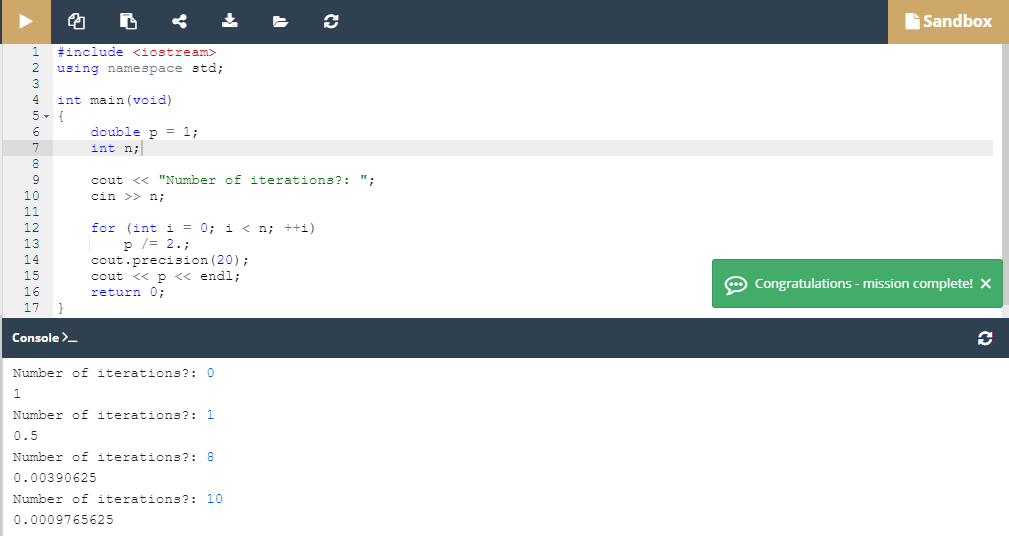 Sandbox
1 #include <iostream>
2 using namespace std;
3
4 int main(void)
5 {
6     double p = 1;
7     int n;
8
9     cout << "Number of iterations?: ";
10     cin >> n;
11
12     for (int i = 0; i < n; ++i)
13         p /= 2.;
14     cout.precision(20);
15     cout << p << endl;
16     return 0;
17 }
Congratulations - mission complete! ×
Console >_
Number of iterations?: 0
1
Number of iterations?: 1
0.5
Number of iterations?: 8
0.00390625
Number of iterations?: 10
0.0009765625